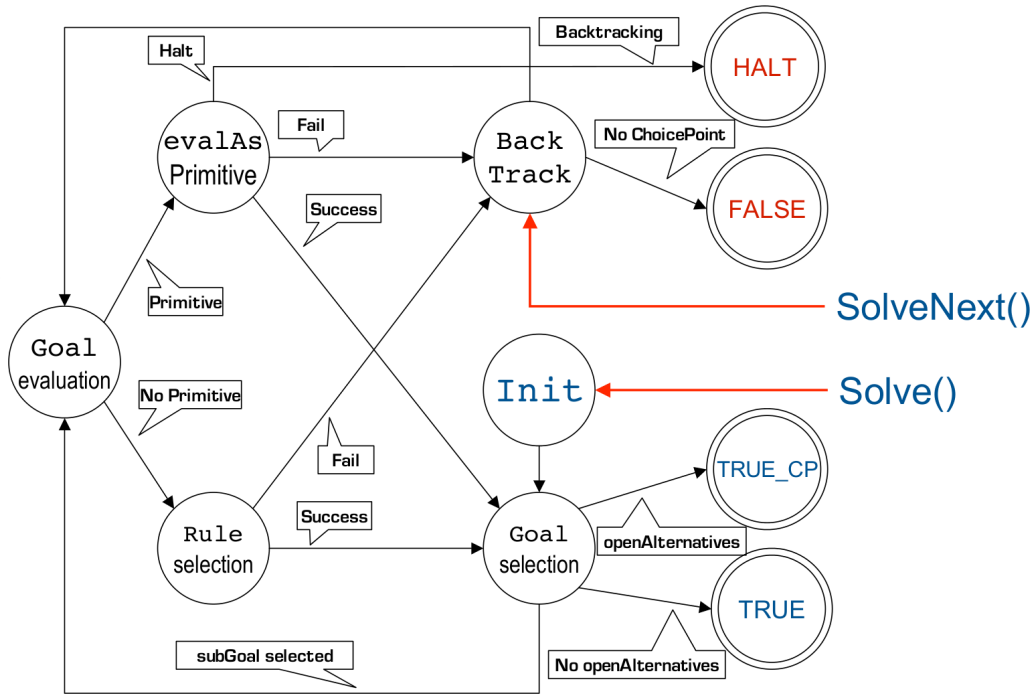 Backtracking
Halt
HALT
Fail
evalAs
Primitive
Back
Track
No ChoicePoint
FALSE
Success
Primitive
SolveNext()
Goal
evaluation
No Primitive
Init
Solve()
Fail
TRUE_CP
Success
Rule
selection
Goal
selection
openAlternatives
TRUE
subGoal selected
No openAlternatives